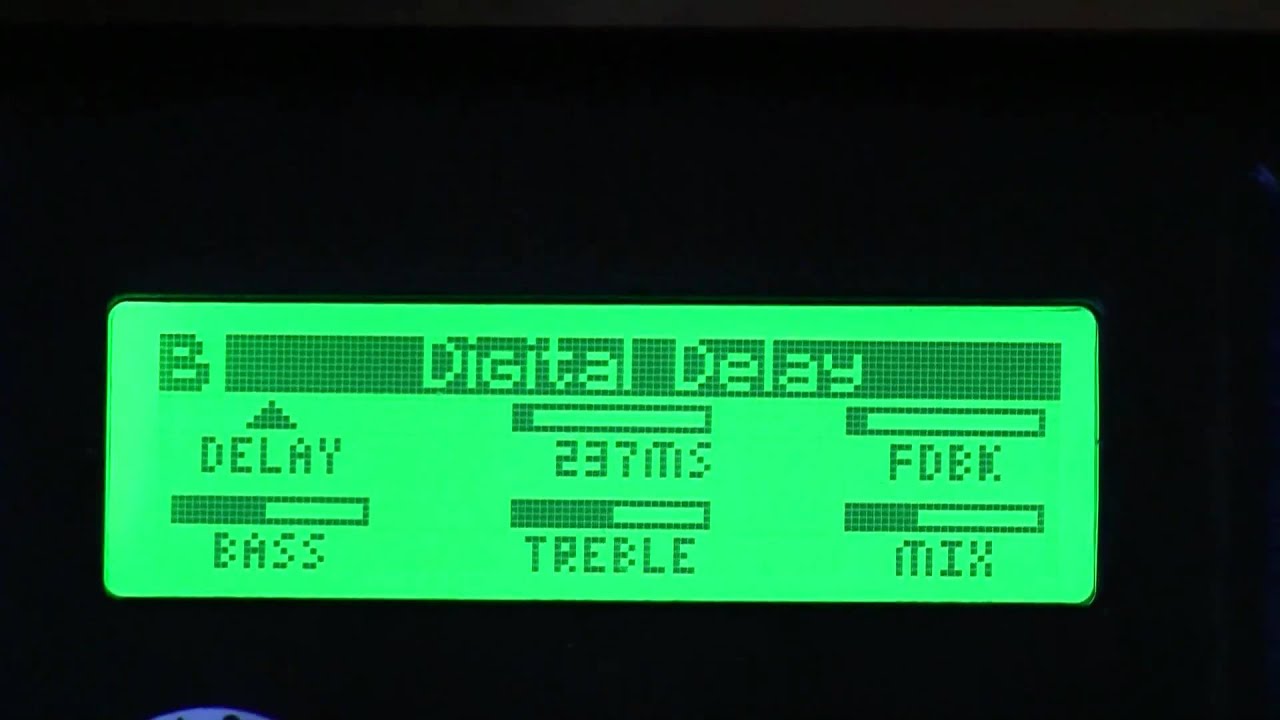 B Digital Delay
DELAY 237MS FDBK
BASS TREBLE MIX